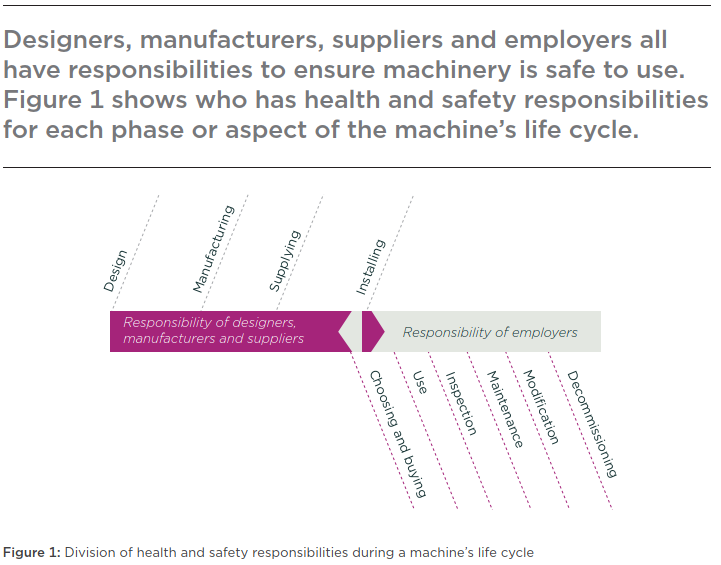 Designers, manufacturers, suppliers and employers all
have responsibilities to ensure machinery is safe to use.
Figure 1 shows who has health and safety responsibilities
for each phase or aspect of the machine's life cycle.
Design
Manufacturing
Supplying
Installing
Responsibility of designers,
manufacturers and suppliers
Responsibility of employers
Choosing and buying
Use
Inspection
Maintenance
Modification
Decommissioning
Figure 1: Division of health and safety responsibilities during a machine's life cycle